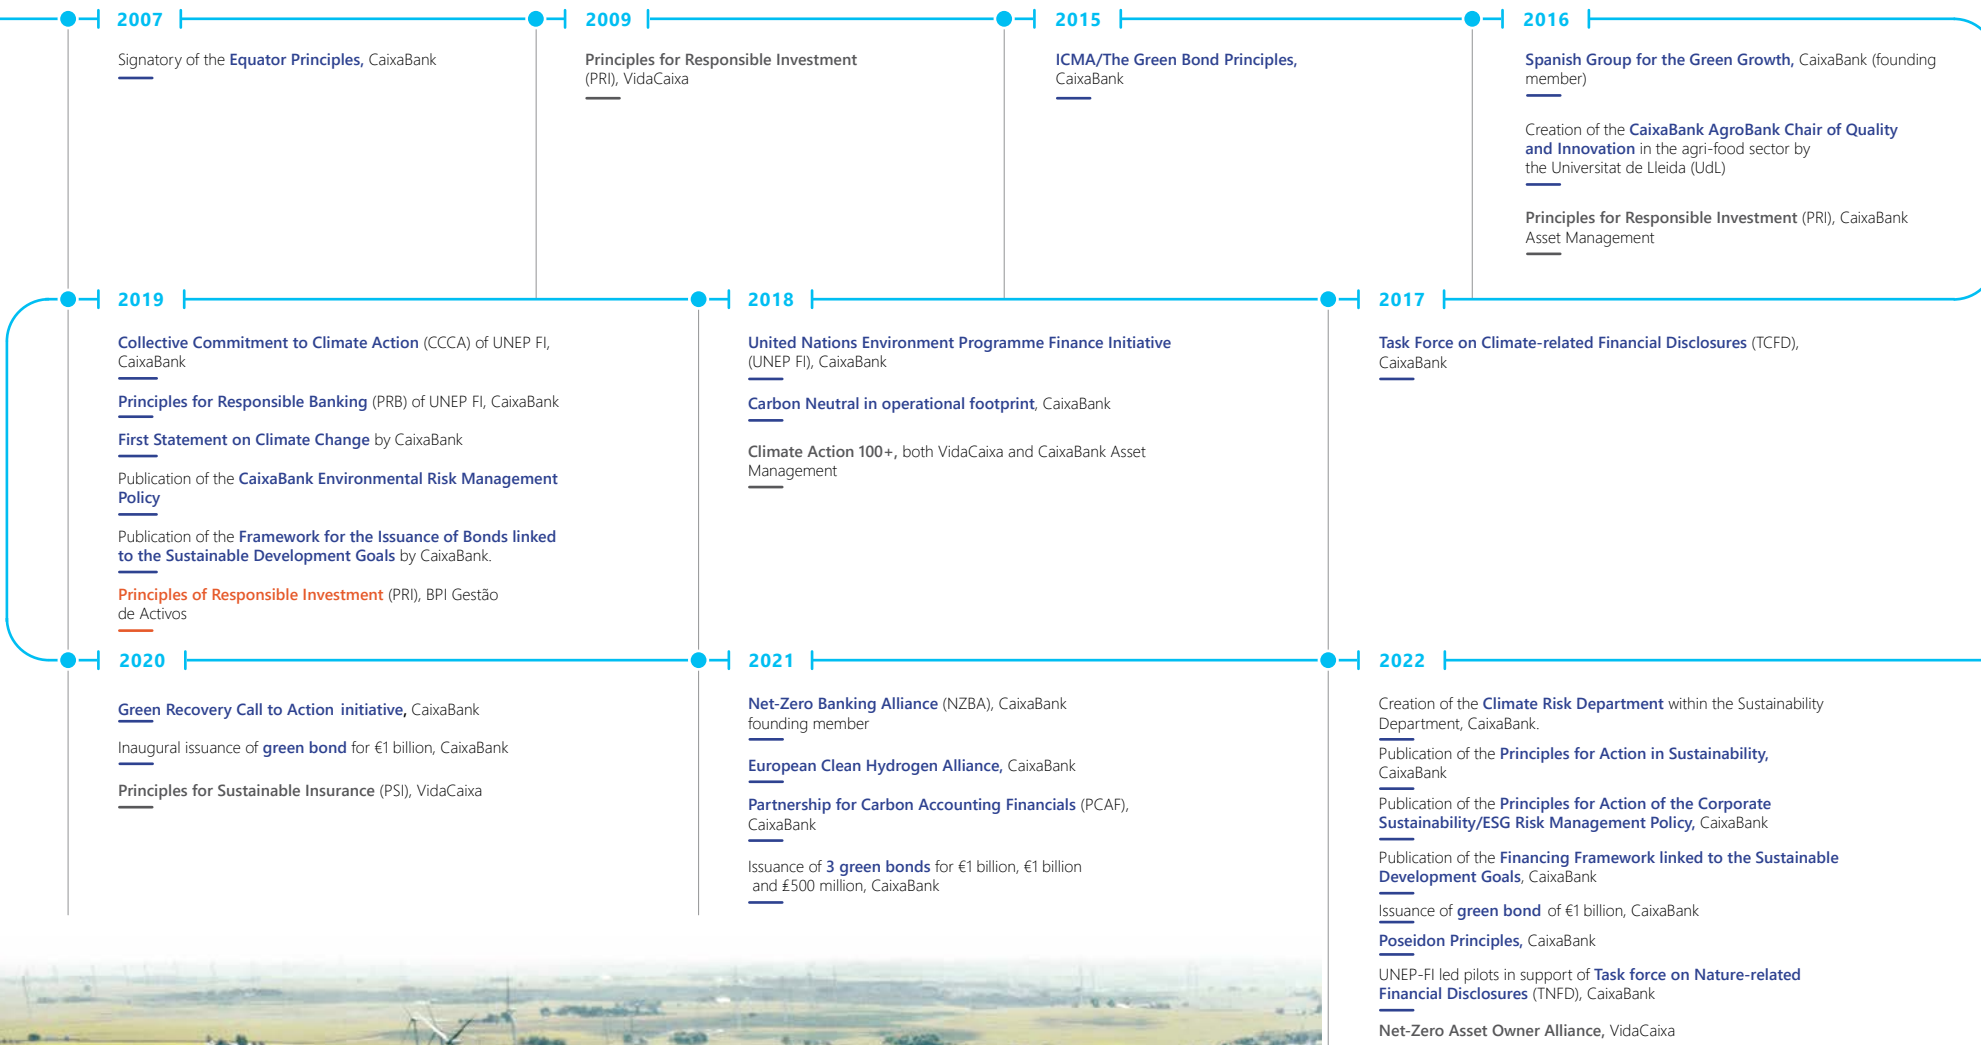 2007
Signatory of the Equator Principles, CaixaBank
2009
Principles for Responsible Investment
(PRI), VidaCaixa
2015
ICMA/The Green Bond Principles,
CaixaBank
2016
Spanish Group for the Green Growth, CaixaBank (founding
member)
Creation of the CaixaBank AgroBank Chair of Quality
and Innovation in the agri-food sector by
the Universitat de Lleida (UdL)
Principles for Responsible Investment (PRI), CaixaBank
Asset Management
2019
Collective Commitment to Climate Action (CCCA) of UNEP FI,
CaixaBank
Principles for Responsible Banking (PRB) of UNEP FI, CaixaBank
First Statement on Climate Change by CaixaBank
Publication of the CaixaBank Environmental Risk Management
Policy
Publication of the Framework for the Issuance of Bonds linked
to the Sustainable Development Goals by CaixaBank.
Principles of Responsible Investment (PRI), BPI Gestão
de Activos
2018
United Nations Environment Programme Finance Initiative
(UNEP FI), CaixaBank
Carbon Neutral in operational footprint, CaixaBank
Climate Action 100+, both VidaCaixa and CaixaBank Asset
Management
2017
Task Force on Climate-related Financial Disclosures (TCFD),
CaixaBank
2020
Green Recovery Call to Action initiative, CaixaBank
Inaugural issuance of green bond for €1 billion, CaixaBank
Principles for Sustainable Insurance (PSI), VidaCaixa
2021
Net-Zero Banking Alliance (NZBA), CaixaBank
founding member
European Clean Hydrogen Alliance, CaixaBank
Partnership for Carbon Accounting Financials (PCAF),
CaixaBank
Issuance of 3 green bonds for €1 billion, €1 billion
and £500 million, CaixaBank
2022
Creation of the Climate Risk Department within the Sustainability
Department, CaixaBank.
Publication of the Principles for Action in Sustainability,
CaixaBank
Publication of the Principles for Action of the Corporate
Sustainability/ESG Risk Management Policy, CaixaBank
Publication of the Financing Framework linked to the Sustainable
Development Goals, CaixaBank
Issuance of green bond of €1 billion, CaixaBank
Poseidon Principles, CaixaBank
UNEP-FI led pilots in support of Task force on Nature-related
Financial Disclosures (TNFD), CaixaBank
Net-Zero Asset Owner Alliance, VidaCaixa